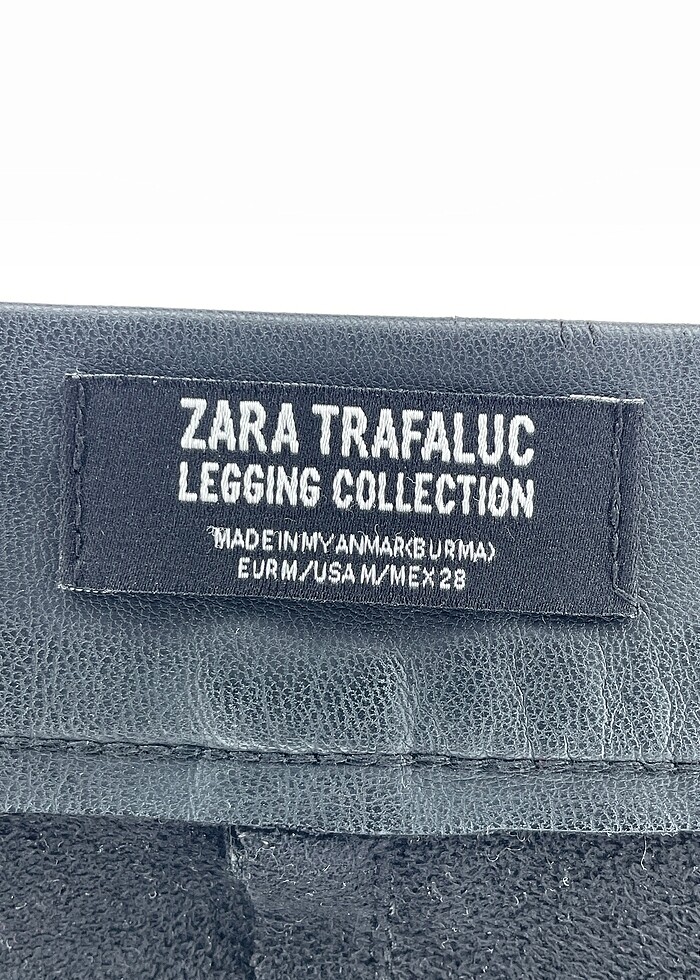 ZARA TRAFALUC
LEGGING COLLECTION
MADE IN MYANMAR(BURMA)
EUR M/USA M/MEX 28